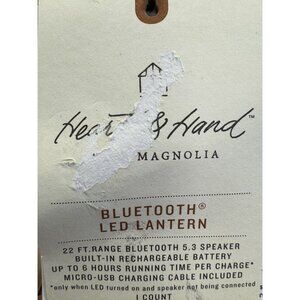 Hear & Hand™
MAGNOLIA
BLUETOOTH®
LED LANTERN
22 FT.RANGE BLUETOOTH 5.3 SPEAKER
BUILT-IN RECHARGEABLE BATTERY
UP TO 6 HOURS RUNNING TIME PER CHARGE*
MICRO-USB CHARGING CABLE INCLUDED
*only when LED turned on and speaker not being connected
1 COUNT